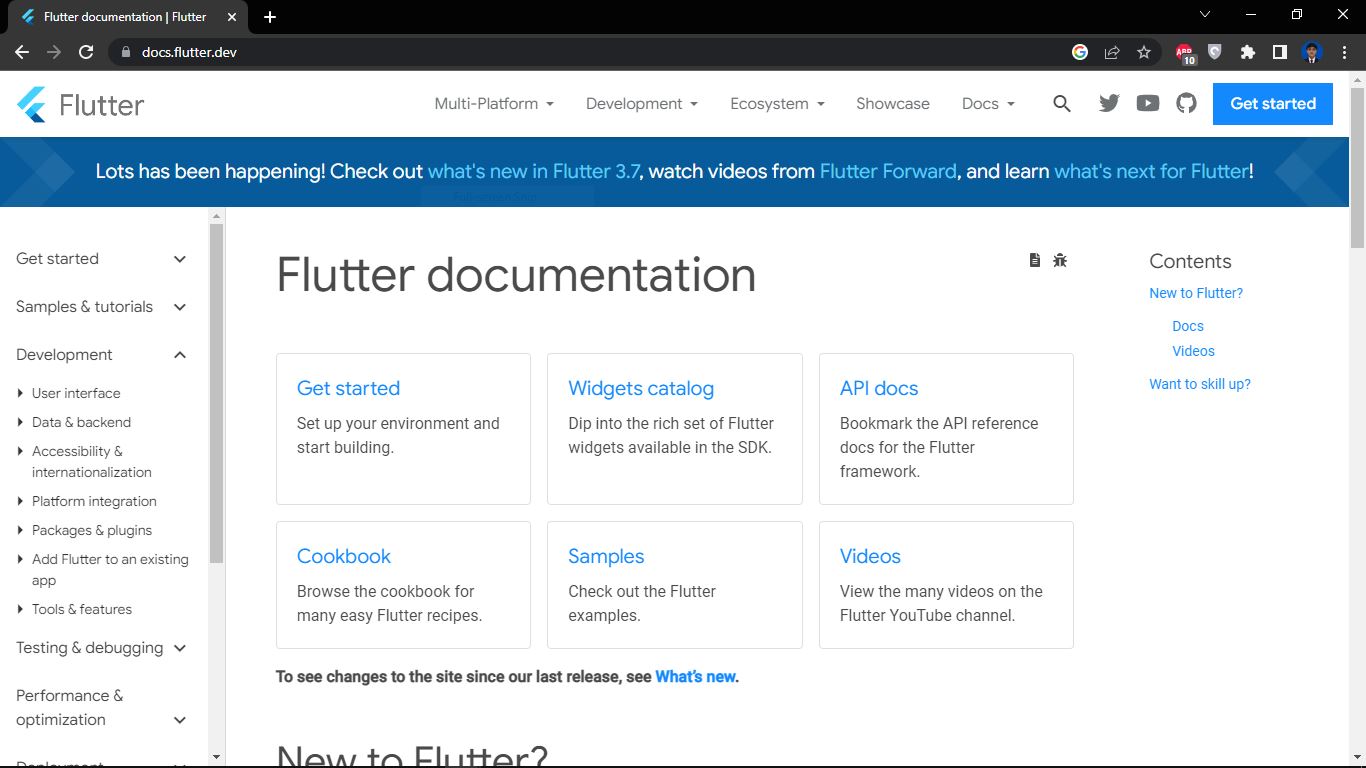 Flutter documentation | Flutter
docs.flutter.dev
ABP
10
Flutter
Multi-Platform
Development
Ecosystem
Showcase
Docs
Get started
Lots has been happening! Check out what's new in Flutter 3.7, watch videos from Flutter Forward, and learn what's next for Flutter!
Get started
Samples & tutorials
Development
User interface
Data & backend
Accessibility &
internationalization
Platform integration
Packages & plugins
Add Flutter to an existing
app
Tools & features
Testing & debugging
Performance &
optimization
Deployment
Flutter documentation
Get started
Set up your environment and
start building.
Widgets catalog
Dip into the rich set of Flutter
widgets available in the SDK.
API docs
Bookmark the API reference
docs for the Flutter
framework.
Cookbook
Browse the cookbook for
many easy Flutter recipes.
Samples
Check out the Flutter
examples.
Videos
View the many videos on the
Flutter YouTube channel.
To see changes to the site since our last release, see What's new.
New to Flutter?
Contents
New to Flutter?
Docs
Videos
Want to skill up?